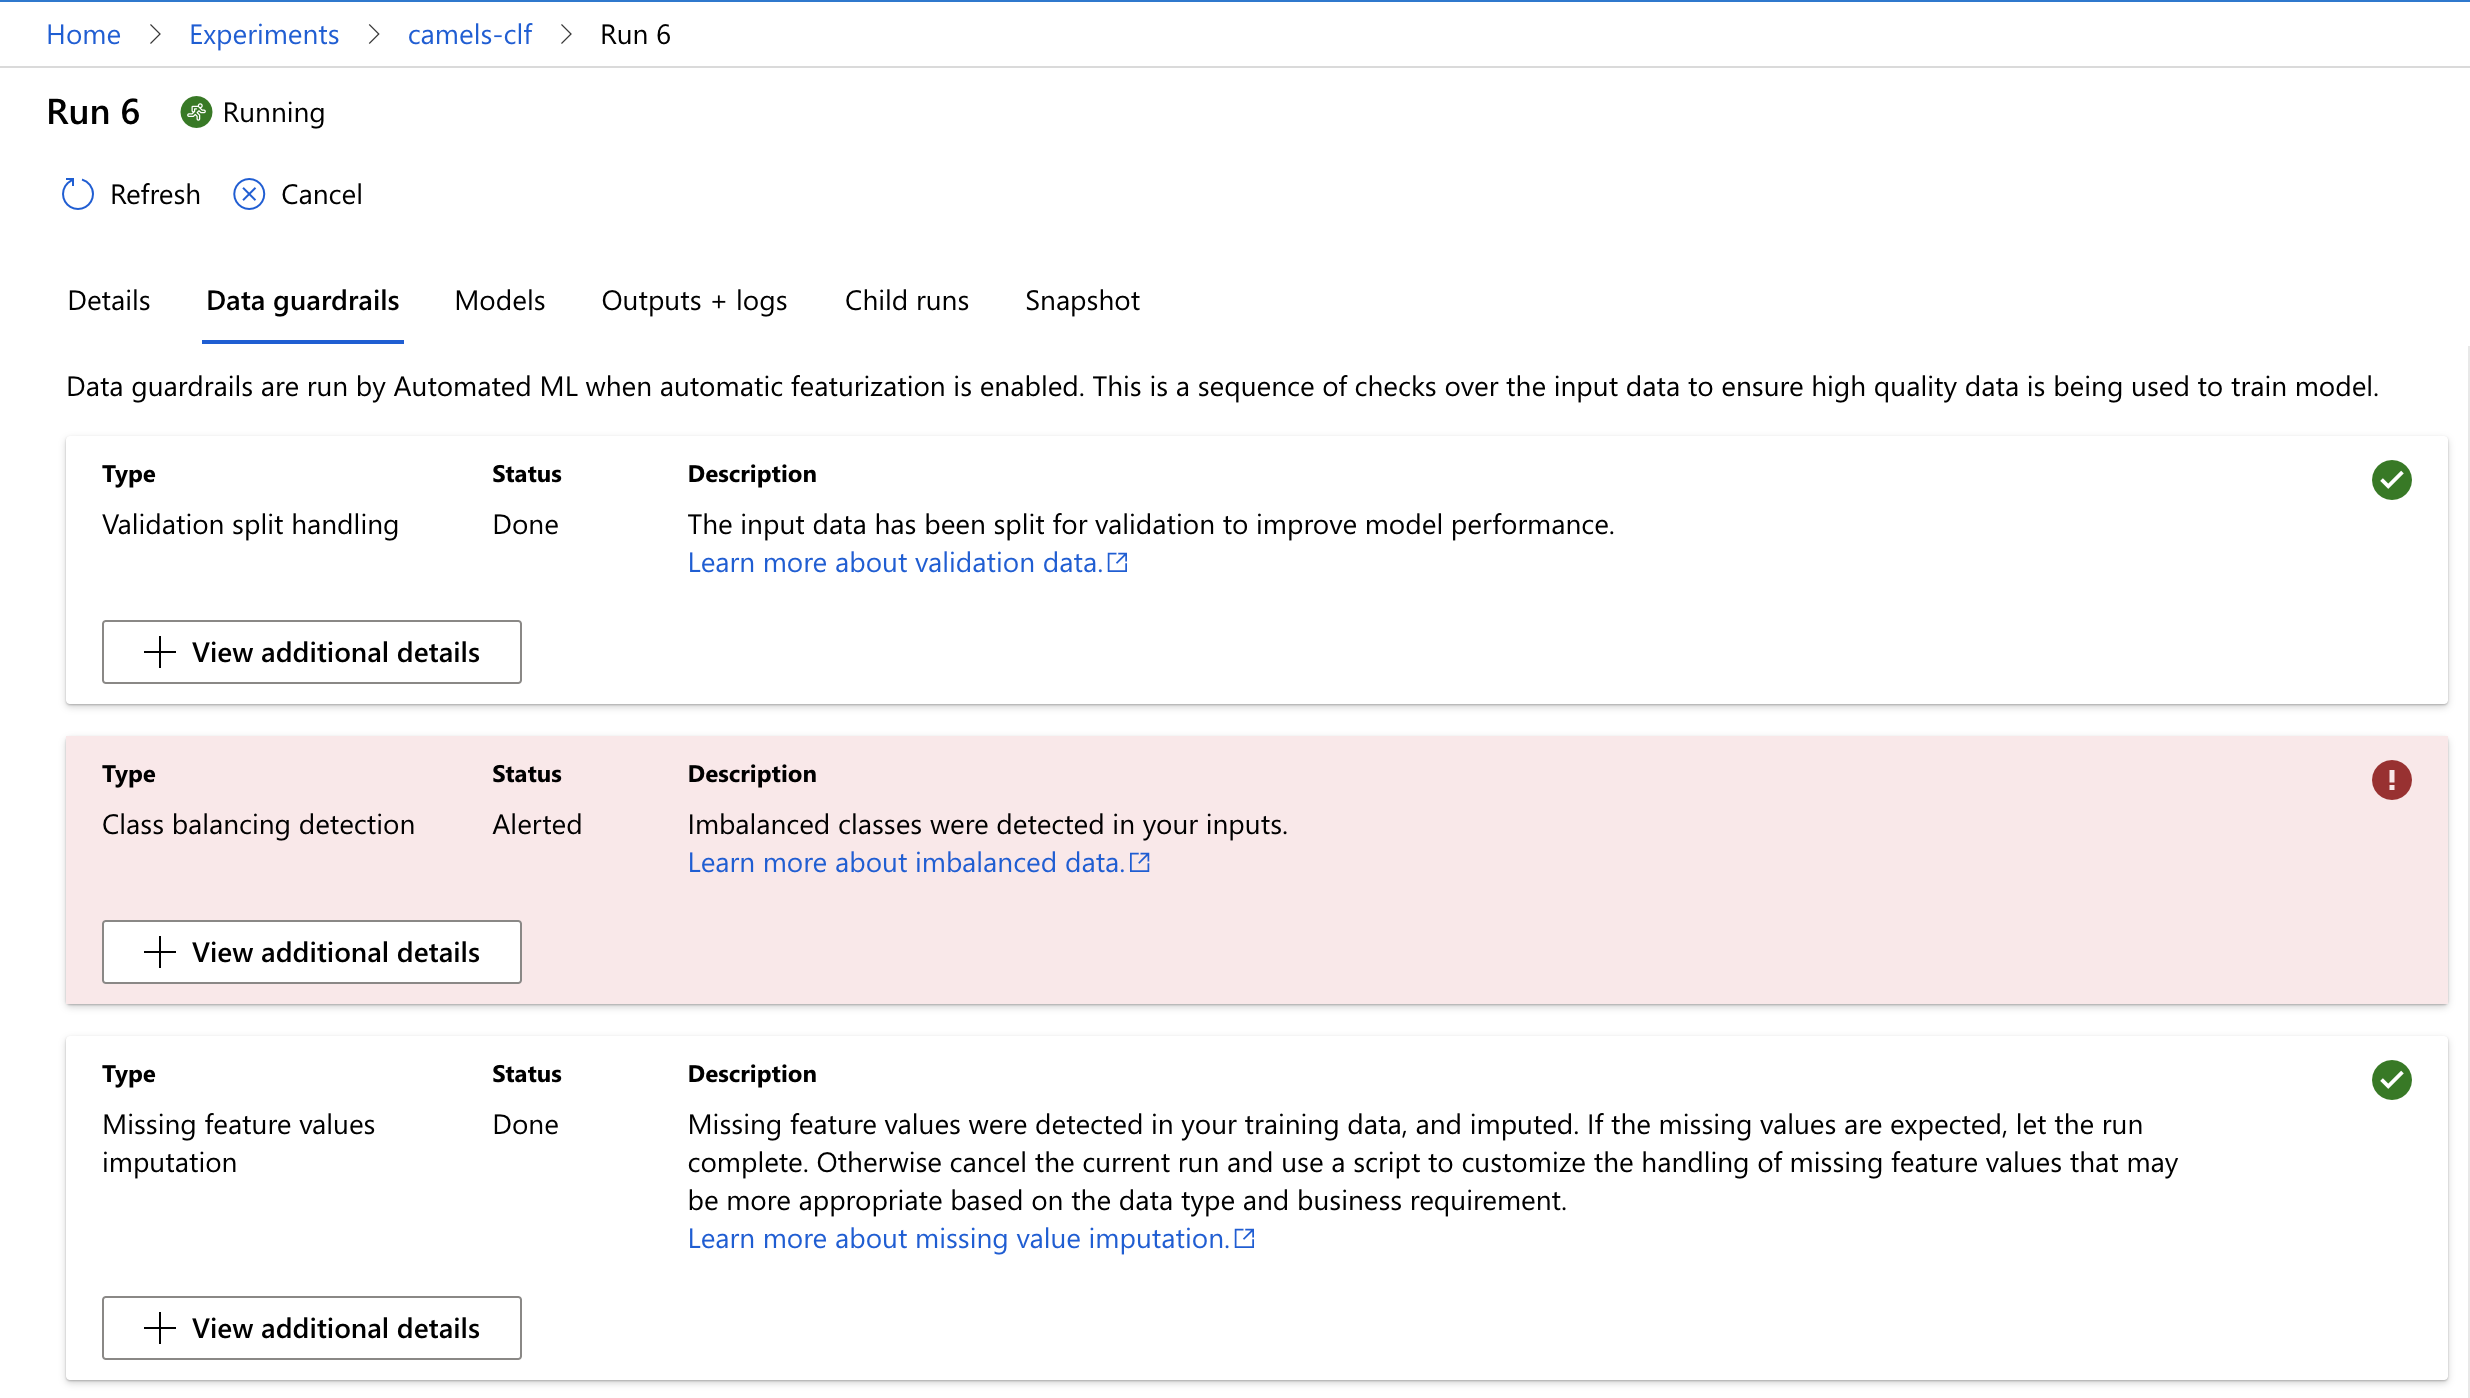 Home > Experiments > camels-clf > Run 6
Run 6 Running
Refresh Cancel
Details Data guardrails Models Outputs + logs Child runs Snapshot
Data guardrails are run by Automated ML when automatic featurization is enabled. This is a sequence of checks over the input data to ensure high quality data is being used to train model.
Type Status Description
Validation split handling Done The input data has been split for validation to improve model performance.
Learn more about validation data.
View additional details
Type Status Description
Class balancing detection Alerted Imbalanced classes were detected in your inputs.
Learn more about imbalanced data.
View additional details
Type Status Description
Missing feature values Done Missing feature values were detected in your training data, and imputed. If the missing values are expected, let the run
imputation complete. Otherwise cancel the current run and use a script to customize the handling of missing feature values that may
be more appropriate based on the data type and business requirement.
Learn more about missing value imputation.
View additional details